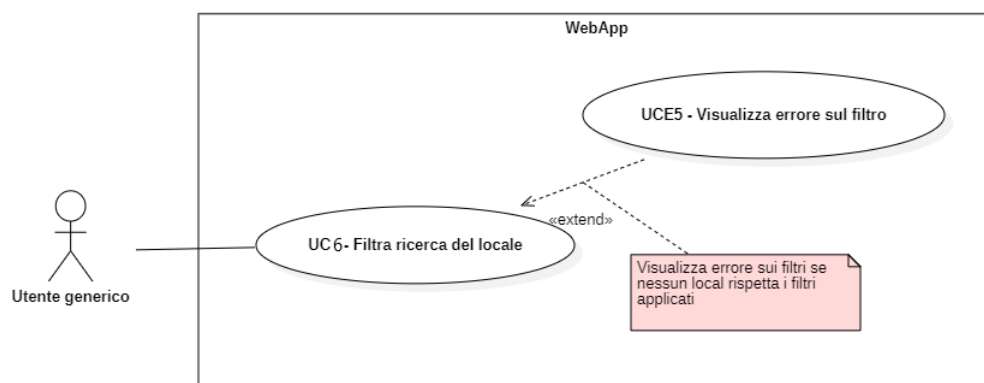 WebApp
UCE5 - Visualizza errore sul filtro
«extend»
UC6- Filtra ricerca del locale
Visualizza errore sui filtri se
nessun local rispetta i filtri
applicati
Utente generico